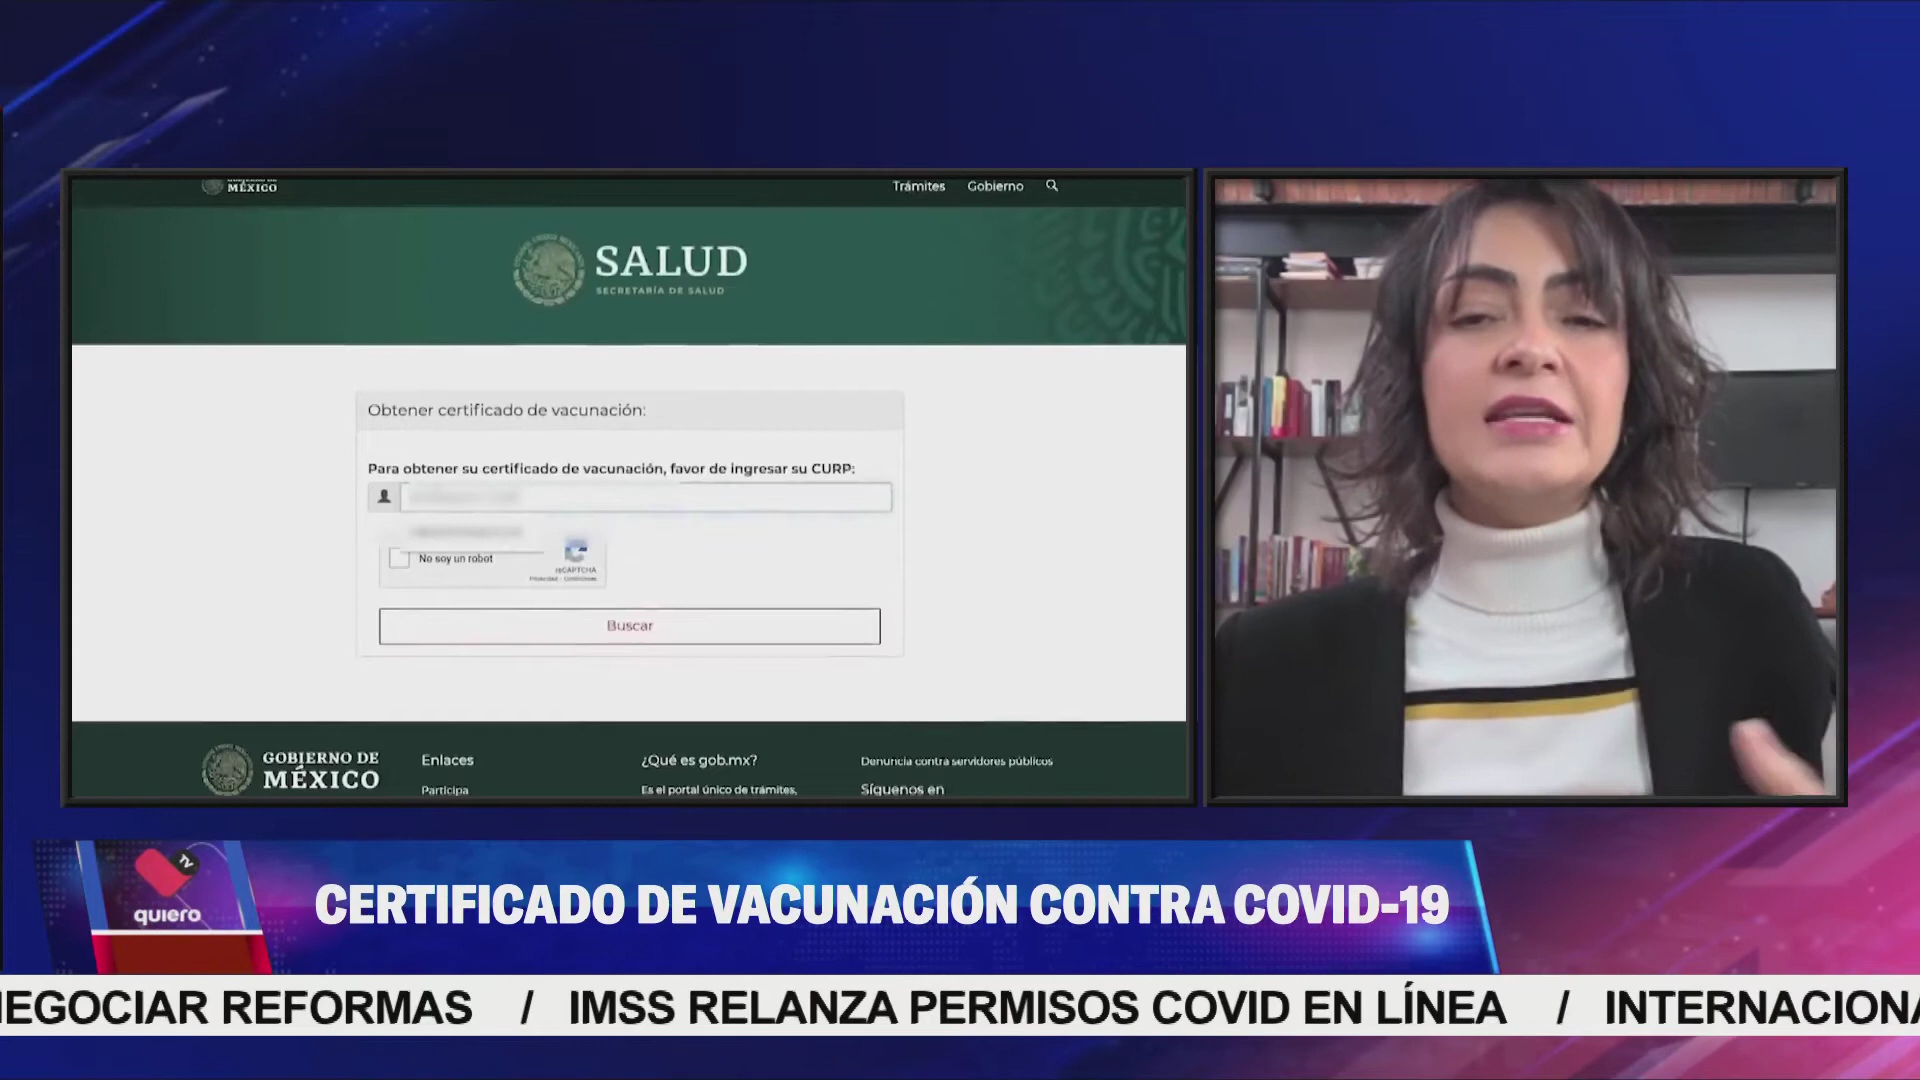 MÉXICO
Trámites Gobierno
SALUD
SECRETARÍA DE SALUD
Obtener certificado de vacunación:
Para obtener su certificado de vacunación, favor de ingresar su CURP:
No soy un robot
reCAPTCHA
Privacidad - Condiciones
Buscar
GOBIERNO DE
MÉXICO
Enlaces
Participa
¿Qué es gob.mx?
Es el portal único de trámites,
Denuncia contra servidores públicos
Síguenos en
TV
quiero
CERTIFICADO DE VACUNACIÓN CONTRA COVID-19
NEGOCIAR REFORMAS / IMSS RELANZA PERMISOS COVID EN LÍNEA / INTERNACIONA